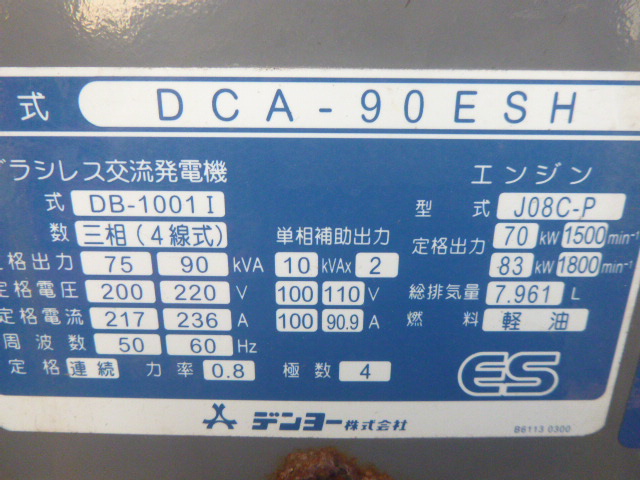 式 DCA-90ESH
ブラシレス交流発電機
式 DB-1001I
数 三相(4線式)
格出力 75 90 kVA
定格電圧 200 220 V
定格電流 217 236 A
周波数 50 60 Hz
定格 連続 力率 0.8 極数 4
単相補助出力
10 kVAx 2
100 110 V
100 90.9 A
エンジン
型式 J08C-P
定格出力 70 kW 1500 min⁻¹
83 kW 1800 min⁻¹
総排気量 7.961 L
燃料 軽油
ES
デンヨー株式会社
B6113 0300